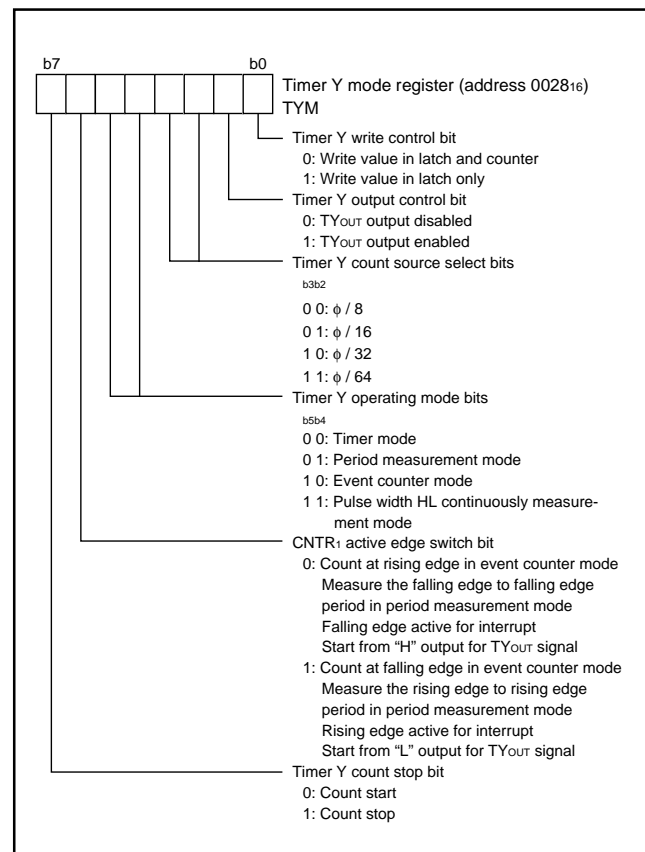 b7 b0
Timer Y mode register (address 0028₁₆)
TYM
Timer Y write control bit
0: Write value in latch and counter
1: Write value in latch only
Timer Y output control bit
0: TYOUT output disabled
1: TYOUT output enabled
Timer Y count source select bits
b3b2
0 0: ϕ / 8
0 1: ϕ / 16
1 0: ϕ / 32
1 1: ϕ / 64
Timer Y operating mode bits
b5b4
0 0: Timer mode
0 1: Period measurement mode
1 0: Event counter mode
1 1: Pulse width HL continuously measure-
ment mode
CNTR₁ active edge switch bit
0: Count at rising edge in event counter mode
Measure the falling edge to falling edge
period in period measurement mode
Falling edge active for interrupt
Start from “H” output for TYOUT signal
1: Count at falling edge in event counter mode
Measure the rising edge to rising edge
period in period measurement mode
Rising edge active for interrupt
Start from “L” output for TYOUT signal
Timer Y count stop bit
0: Count start
1: Count stop